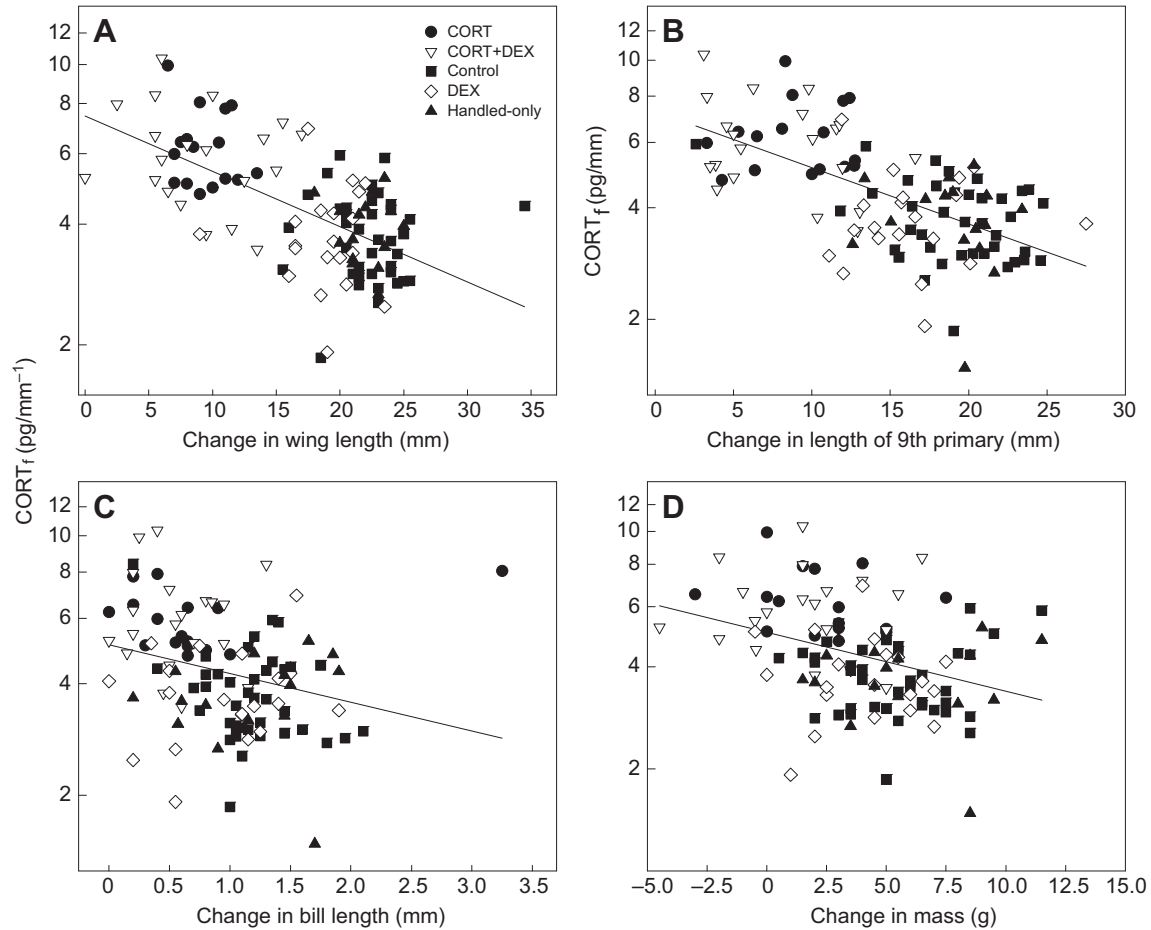 A
12
10
8
6
4
2
0 5 10 15 20 25 30 35
Change in wing length (mm)
CORT
CORT+DEX
Control
DEX
Handled-only
B
12
10
8
6
4
2
0 5 10 15 20 25 30
Change in length of 9th primary (mm)
CORTf (pg/mm)
CORTf (pg/mm–1)
C
12
10
8
6
4
2
0 0.5 1.0 1.5 2.0 2.5 3.0 3.5
Change in bill length (mm)
D
12
10
8
6
4
2
–5.0 –2.5 0 2.5 5.0 7.5 10.0 12.5 15.0
Change in mass (g)